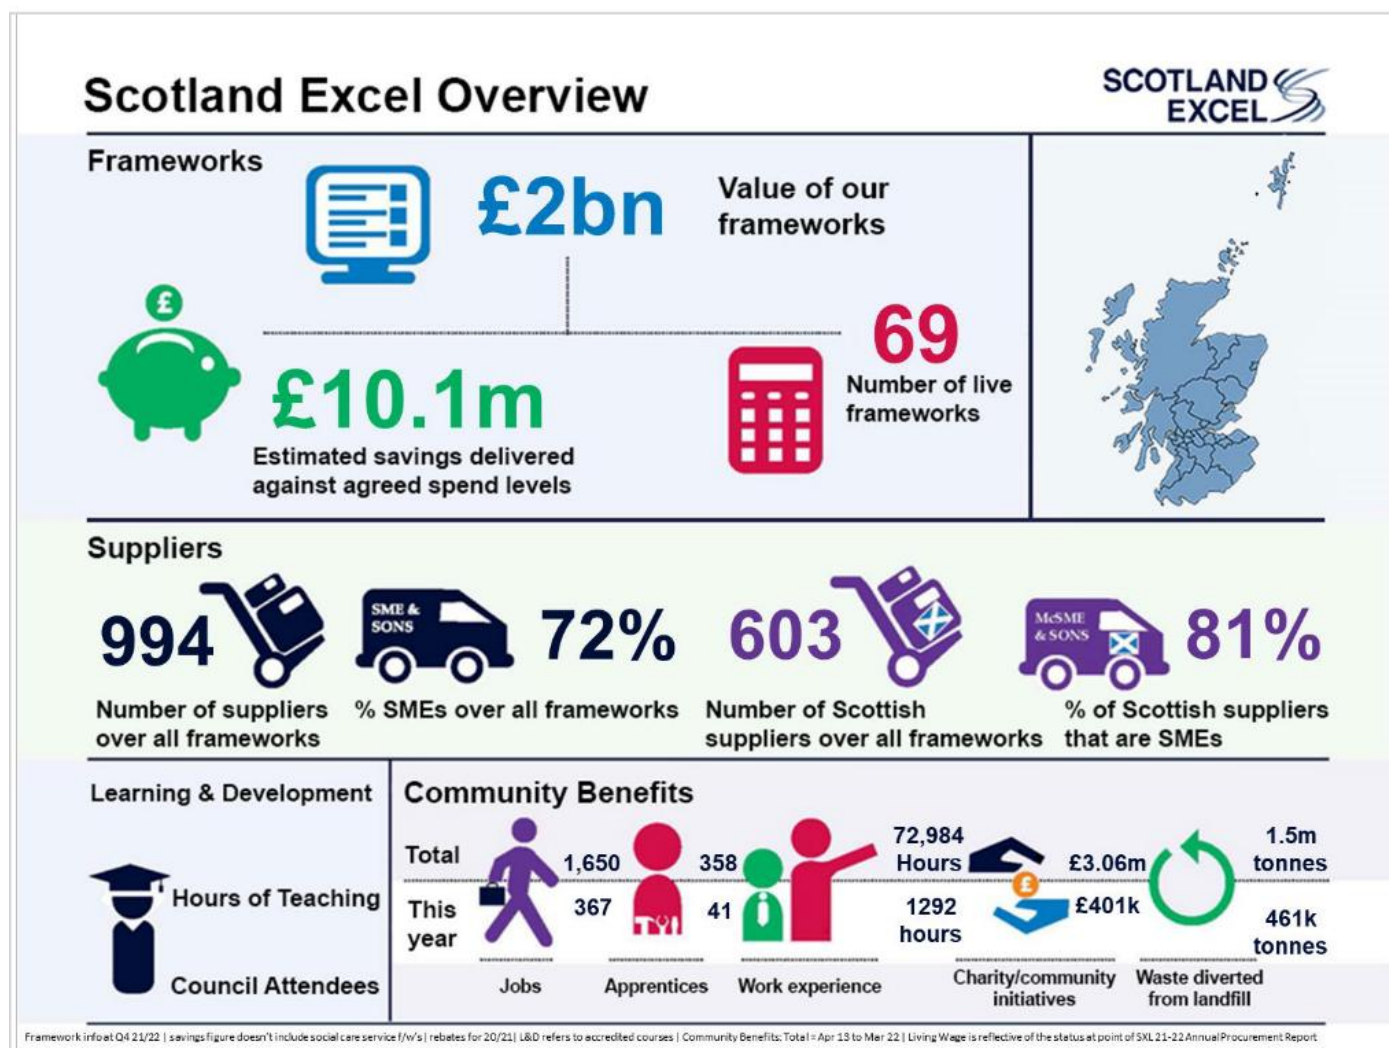 Scotland Excel Overview
SCOTLAND
EXCEL
Frameworks
£2bn
Value of our
frameworks
£
69
Number of live
frameworks
£10.1m
Estimated savings delivered
against agreed spend levels
Suppliers
994
Number of suppliers
over all frameworks
SME &
SONS
72%
% SMEs over all frameworks
603
Number of Scottish
suppliers over all frameworks
McSME
& SONS
81%
% of Scottish suppliers
that are SMEs
Learning & Development
Hours of Teaching
Council Attendees
Community Benefits
Total
1,650
358
72,984
Hours
£3.06m
1.5m
tonnes
£
This
year
367
41
1292
hours
£401k
461k
tonnes
Jobs
Apprentices
Work experience
Charity/community
initiatives
Waste diverted
from landfill
Framework info at Q4 21/22 | savings figure doesn't include social care service f/w's | rebates for 20/21 | L&D refers to accredited courses | Community Benefits: Total = Apr 13 to Mar 22 | Living Wage is reflective of the status at point of SXL 21-22 Annual Procurement Report